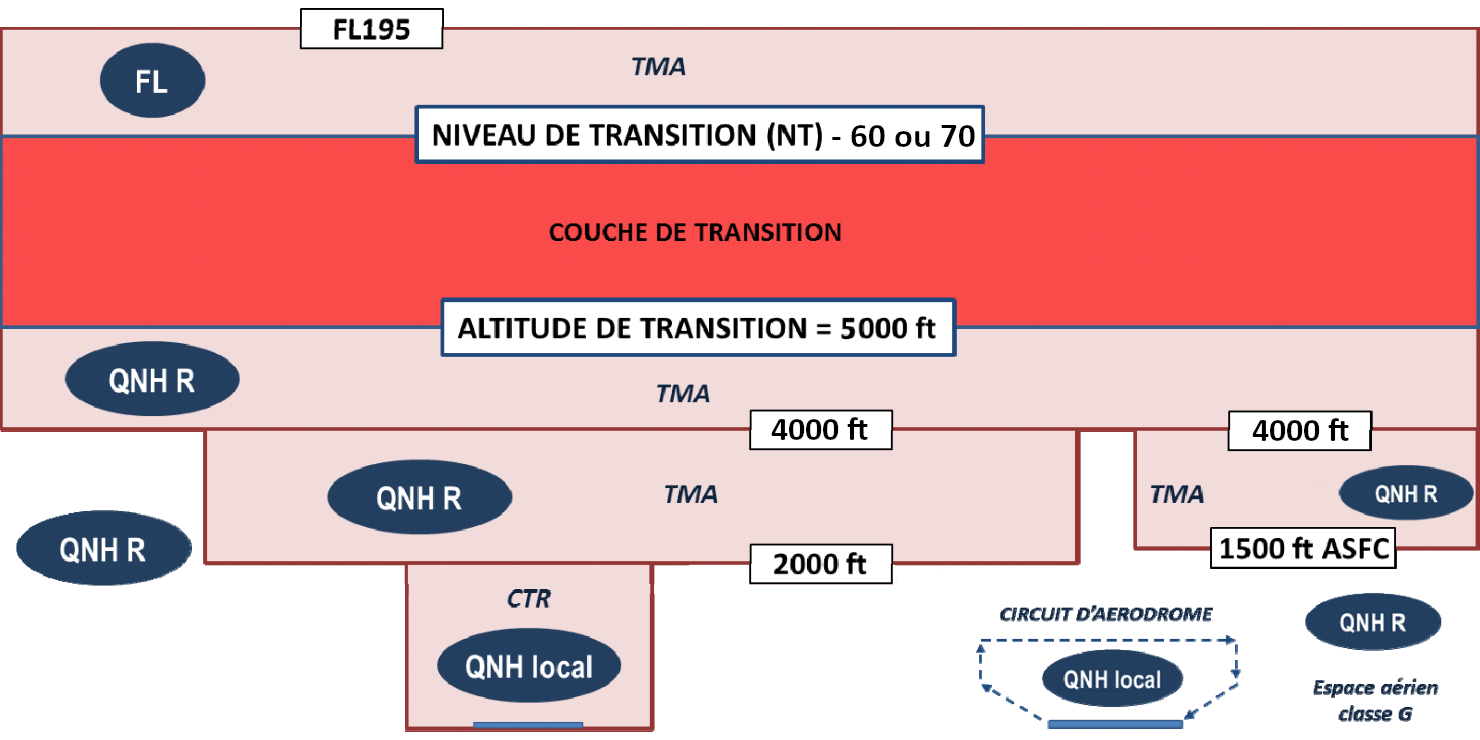 FL195
FL
TMA
NIVEAU DE TRANSITION (NT) - 60 ou 70
COUCHE DE TRANSITION
ALTITUDE DE TRANSITION = 5000 ft
QNH R
TMA
4000 ft
4000 ft
QNH R
TMA
TMA
QNH R
QNH R
1500 ft ASFC
2000 ft
CTR
CIRCUIT D'AERODROME
QNH R
QNH local
QNH local
Espace aérien
classe G